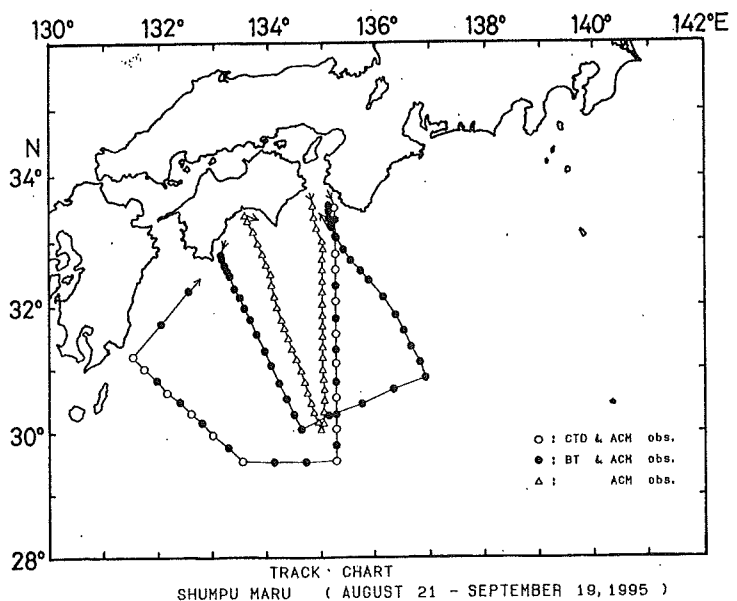 130° 132° 134° 136° 138° 140° 142°E
N
34°
32°
30°
28°
○ : CTD & ACM obs.
● : BT & ACM obs.
△ : ACM obs.
TRACK CHART
SHUMPU MARU ( AUGUST 21 - SEPTEMBER 19,1995 )